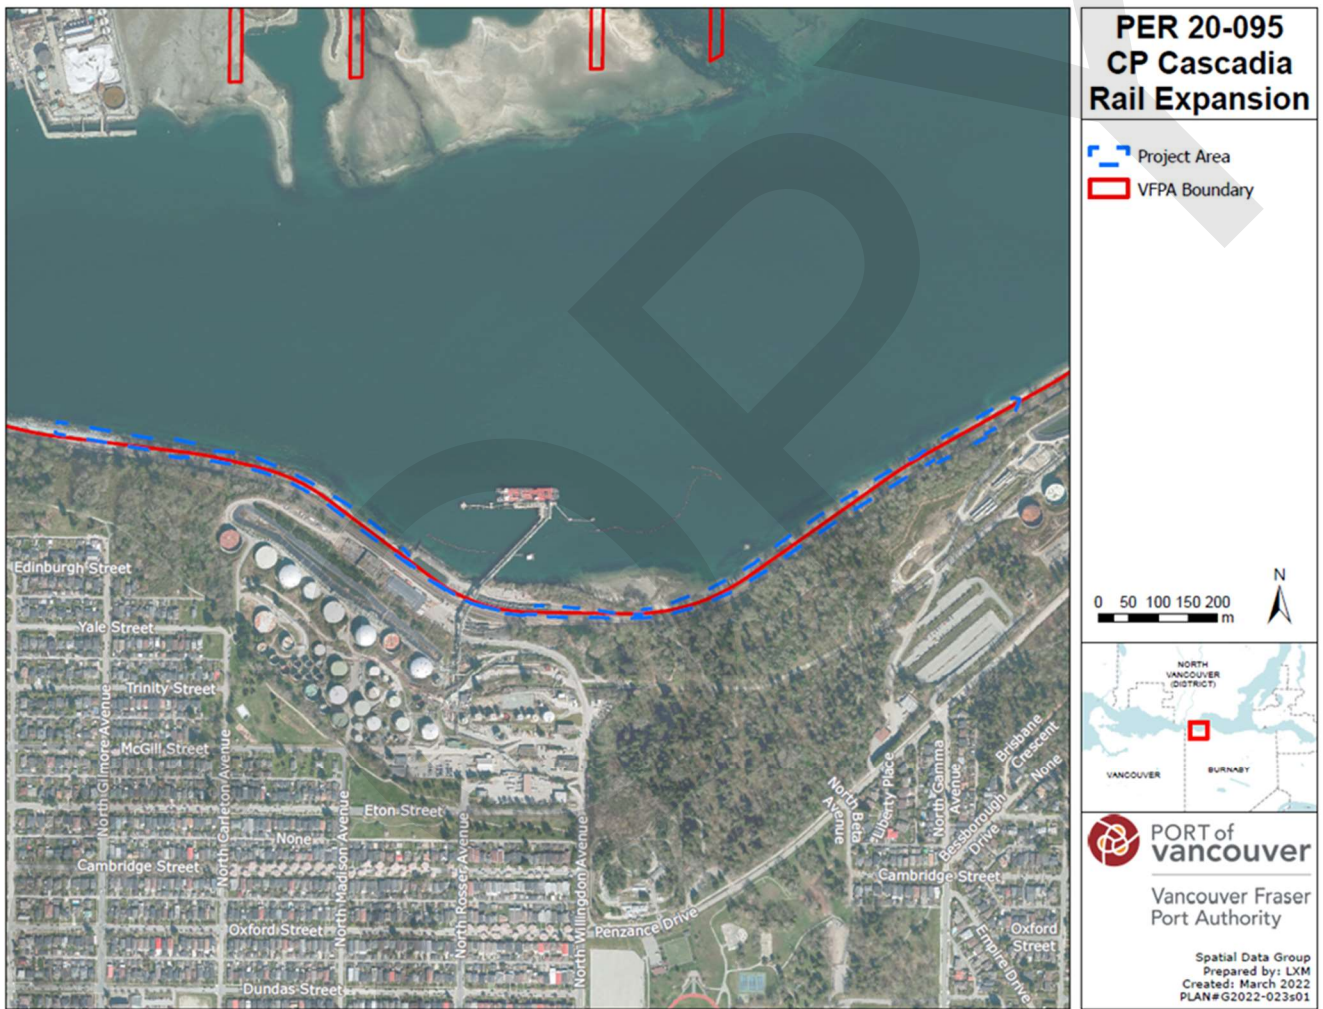 PER 20-095
CP Cascadia
Rail Expansion
Project Area
VFPA Boundary
N
0 50 100 150 200
m
NORTH
VANCOUVER
(DISTRICT)
VANCOUVER
BURNABY
PORT of
vancouver
Vancouver Fraser
Port Authority
Spatial Data Group
Prepared by: LXM
Created: March 2022
PLAN#G2022-023s01
Edinburgh Street
Yale Street
Trinity Street
McGill Street
Eton Street
None
Cambridge Street
Oxford Street
Dundas Street
North Gilmore Avenue
North Carleton Avenue
North Madison Avenue
North Rosser Avenue
North Willingdon Avenue
Penzance Drive
North Beta
Avenue
Liberty Place
North Gamma
Avenue
Bessborough
Drive
Brisbane
Crescent
None
Cambridge Street
Empire Drive
Oxford
Street
COPY